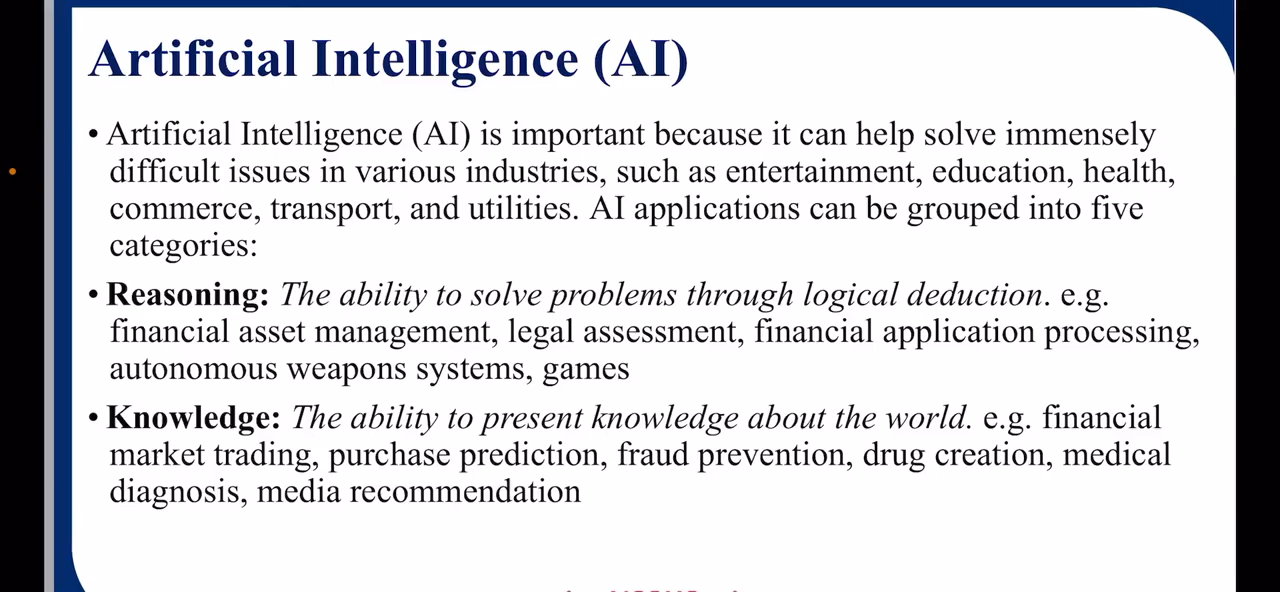 Artificial Intelligence (AI)
• Artificial Intelligence (AI) is important because it can help solve immensely
difficult issues in various industries, such as entertainment, education, health,
commerce, transport, and utilities. AI applications can be grouped into five
categories:
• Reasoning: The ability to solve problems through logical deduction. e.g.
financial asset management, legal assessment, financial application processing,
autonomous weapons systems, games
• Knowledge: The ability to present knowledge about the world. e.g. financial
market trading, purchase prediction, fraud prevention, drug creation, medical
diagnosis, media recommendation